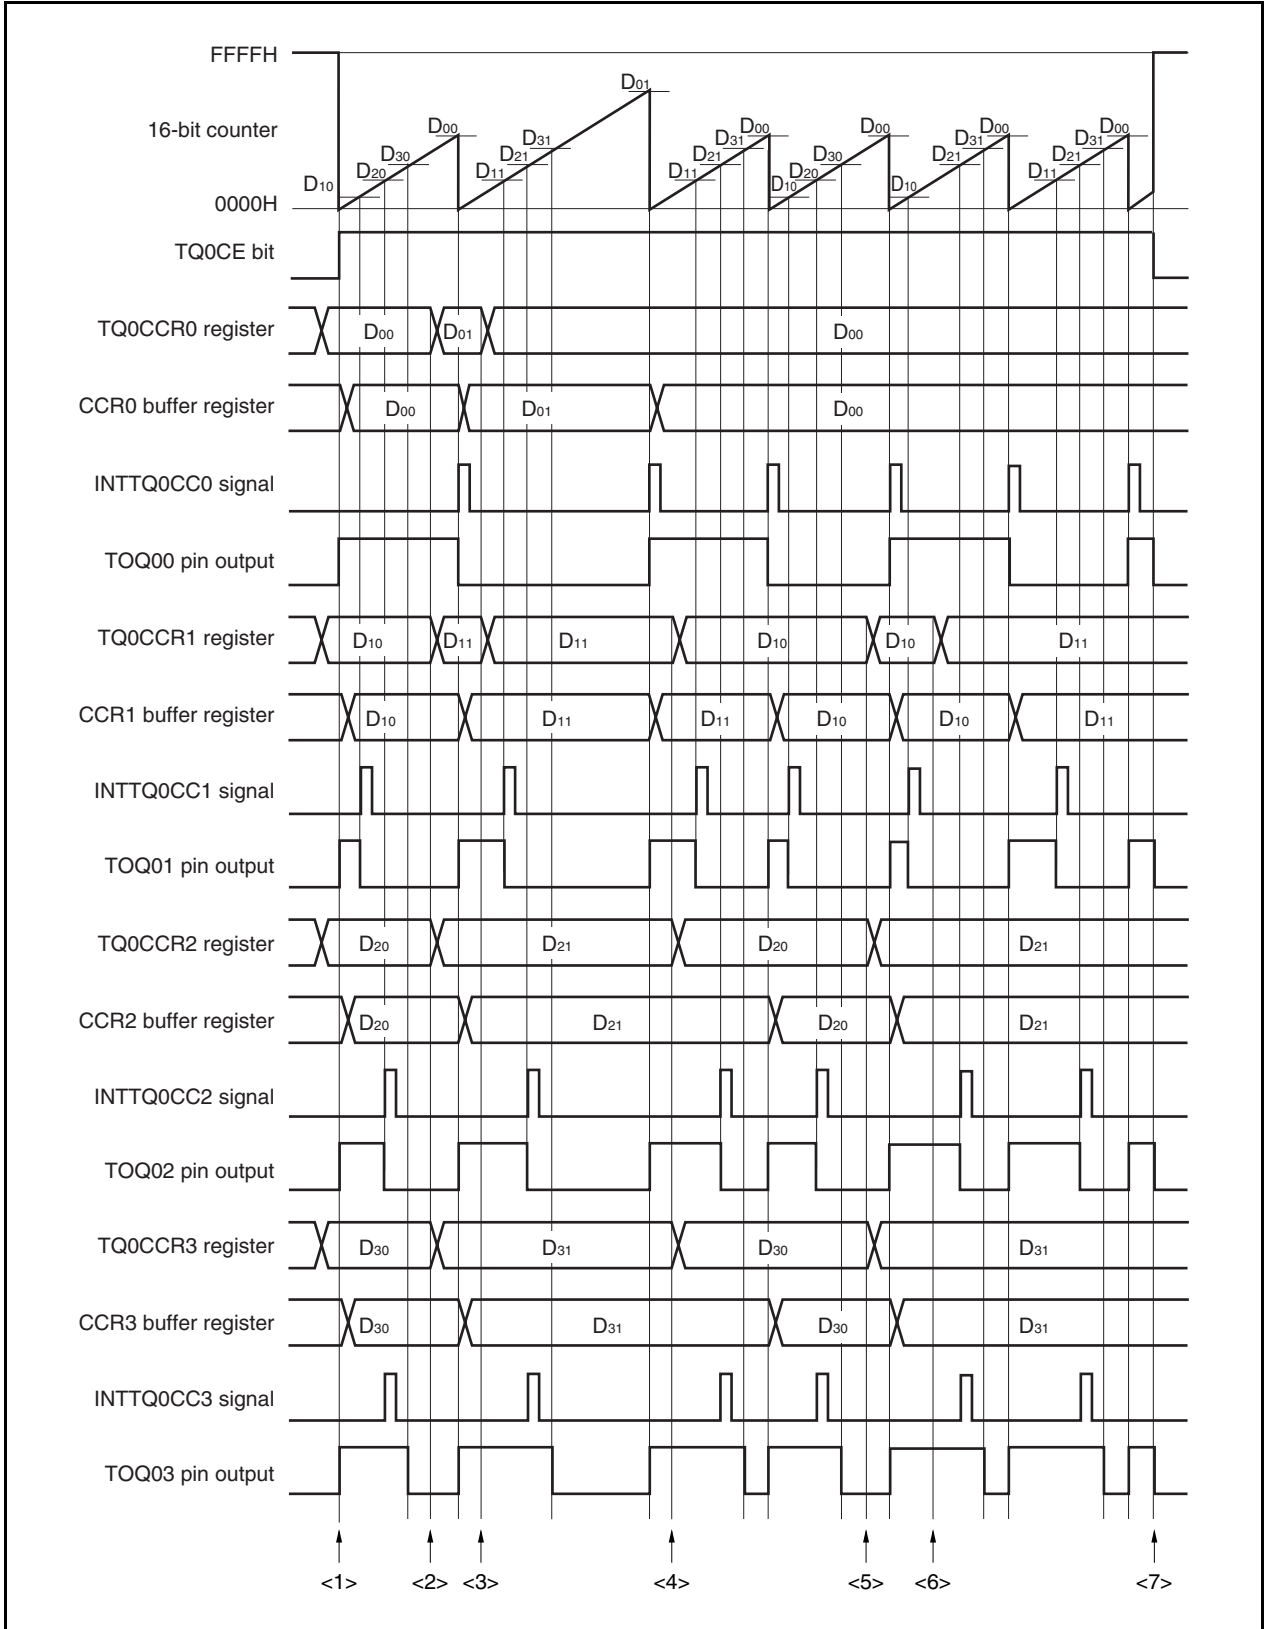 FFFFH
D01
16-bit counter
D00 D00 D00 D00 D00
D31 D31 D31 D31
D30 D21 D21 D30 D21 D21
D20 D11 D11 D20 D11
D10 D10 D10
0000H
TQ0CE bit
TQ0CCR0 register D00 D01 D00
CCR0 buffer register D00 D01 D00
INTTQ0CC0 signal
TOQ00 pin output
TQ0CCR1 register D10 D11 D11 D10 D10 D11
CCR1 buffer register D10 D11 D11 D10 D10 D11
INTTQ0CC1 signal
TOQ01 pin output
TQ0CCR2 register D20 D21 D20 D21
CCR2 buffer register D20 D21 D20 D21
INTTQ0CC2 signal
TOQ02 pin output
TQ0CCR3 register D30 D31 D30 D31
CCR3 buffer register D30 D31 D30 D31
INTTQ0CC3 signal
TOQ03 pin output
<1> <2> <3> <4> <5> <6> <7>